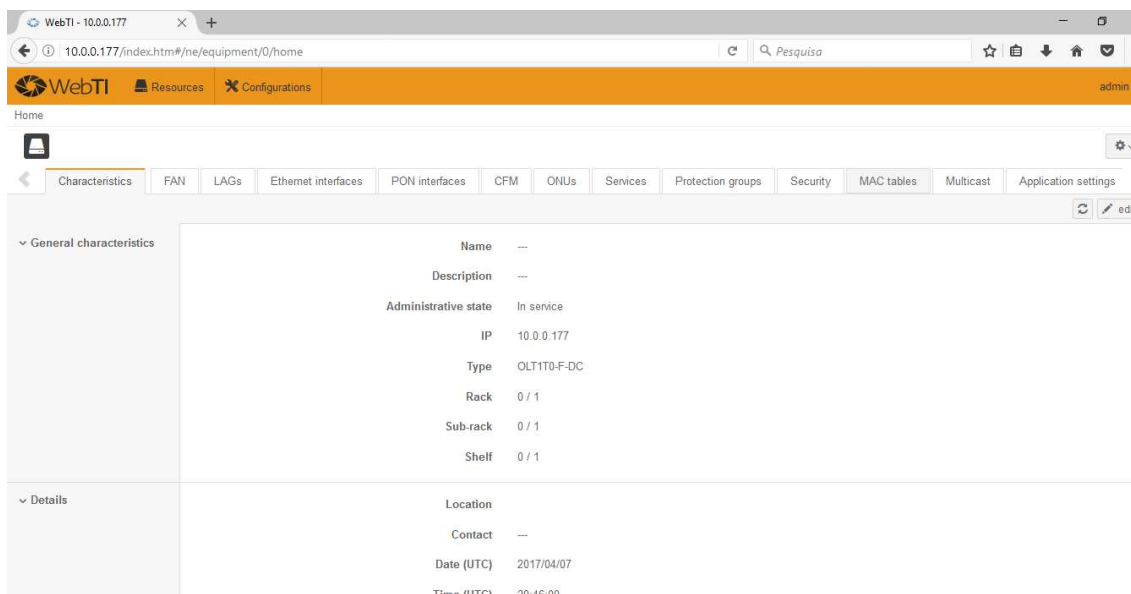 WebTI - 10.0.0.177
10.0.0.177/index.htm#/ne/equipment/0/home
Pesquisa
WebTI Resources Configurations admin
Home
Characteristics FAN LAGs Ethernet interfaces PON interfaces CFM ONUs Services Protection groups Security MAC tables Multicast Application settings
edi
General characteristics
Name ---
Description ---
Administrative state In service
IP 10.0.0.177
Type OLT1T0-F-DC
Rack 0 / 1
Sub-rack 0 / 1
Shelf 0 / 1
Details
Location
Contact ---
Date (UTC) 2017/04/07
Time (UTC)